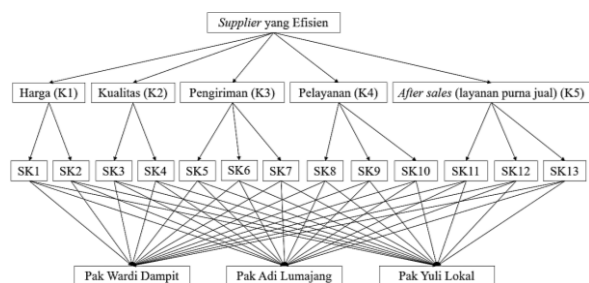 Supplier yang Efisien
Harga (K1) Kualitas (K2) Pengiriman (K3) Pelayanan (K4) After sales (layanan purna jual) (K5)
SK1 SK2 SK3 SK4 SK5 SK6 SK7 SK8 SK9 SK10 SK11 SK12 SK13
Pak Wardi Dampit Pak Adi Lumajang Pak Yuli Lokal